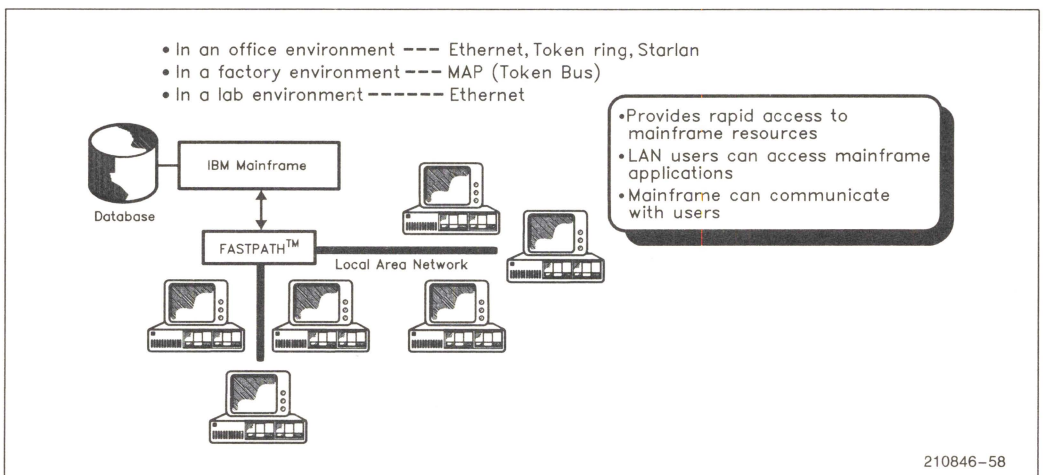 • In an office environment --- Ethernet, Token ring, Starlan
• In a factory environment --- MAP (Token Bus)
• In a lab environment ------ Ethernet
•Provides rapid access to
mainframe resources
•LAN users can access mainframe
applications
•Mainframe can communicate
with users
IBM Mainframe
Database
FASTPATH™
Local Area Network
210846-58